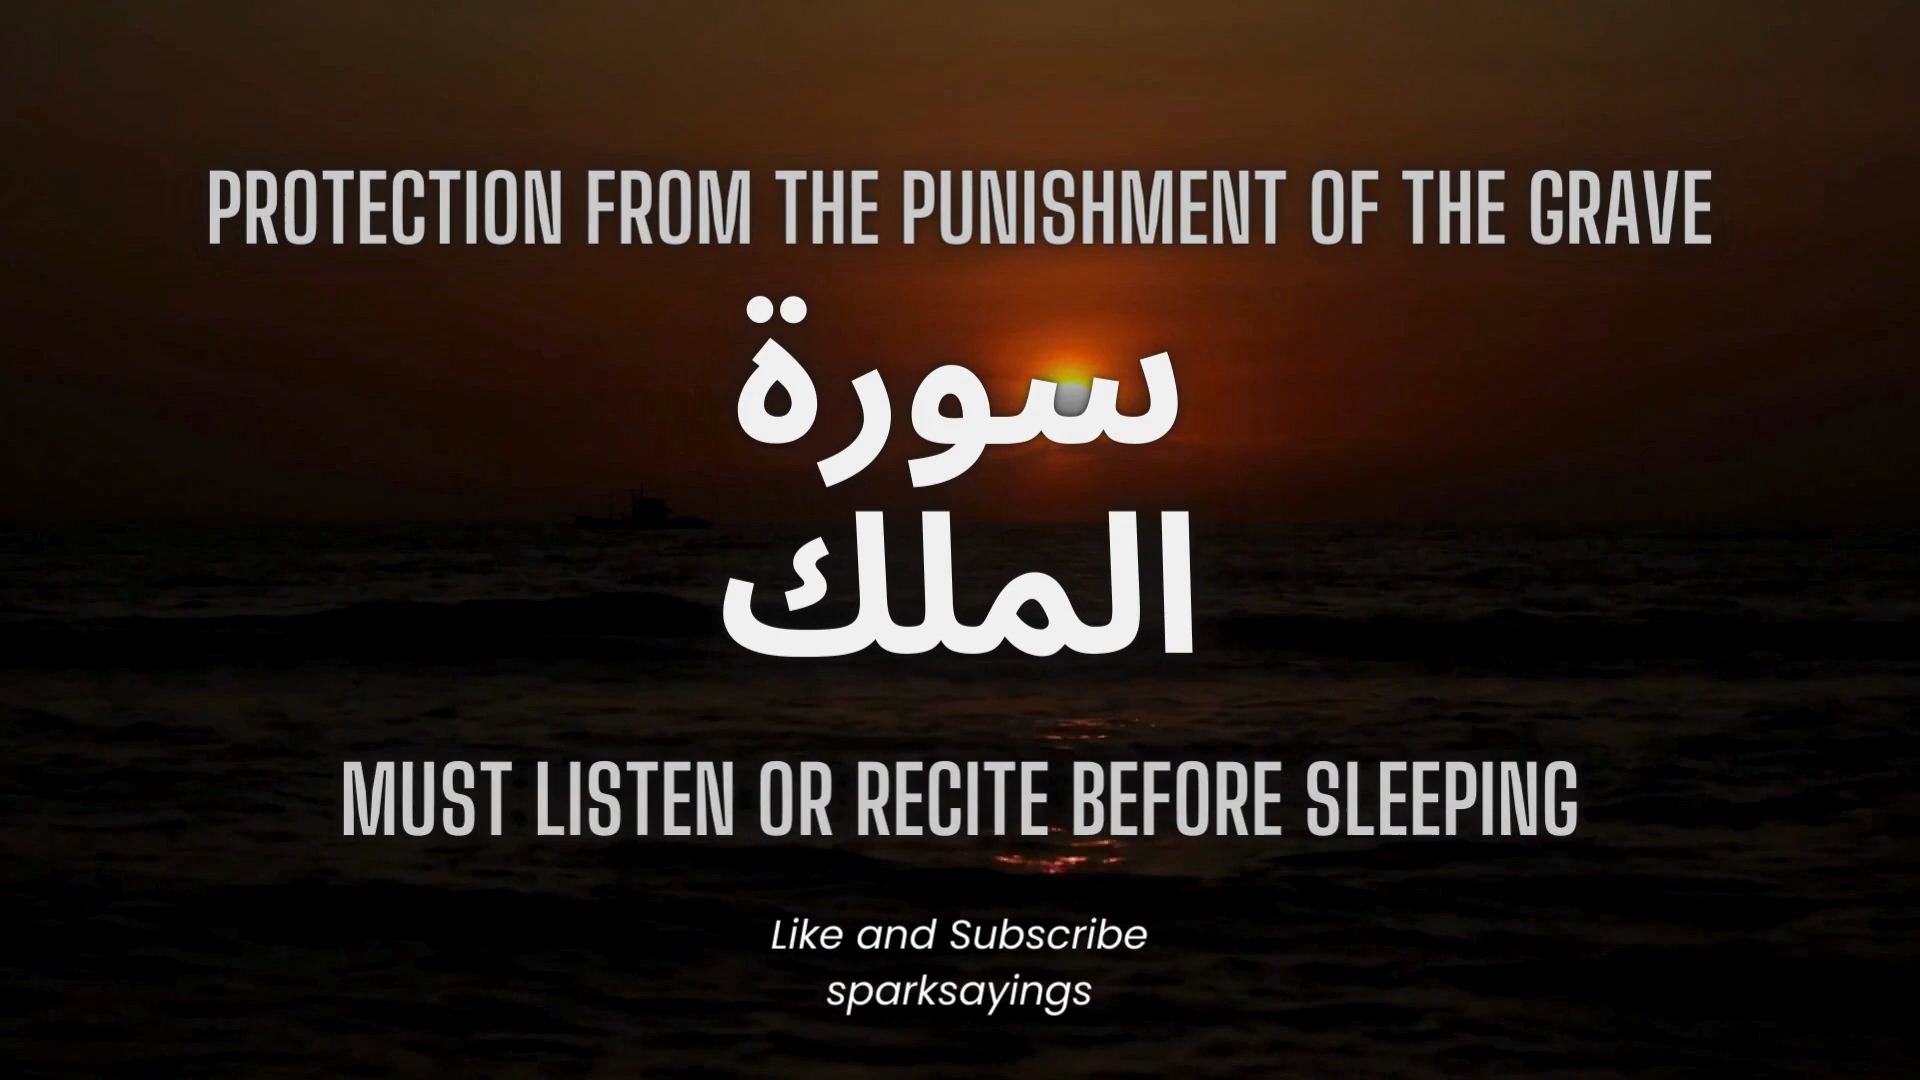 PROTECTION FROM THE PUNISHMENT OF THE GRAVE
سورة
الملك
MUST LISTEN OR RECITE BEFORE SLEEPING
Like and Subscribe
sparksayings